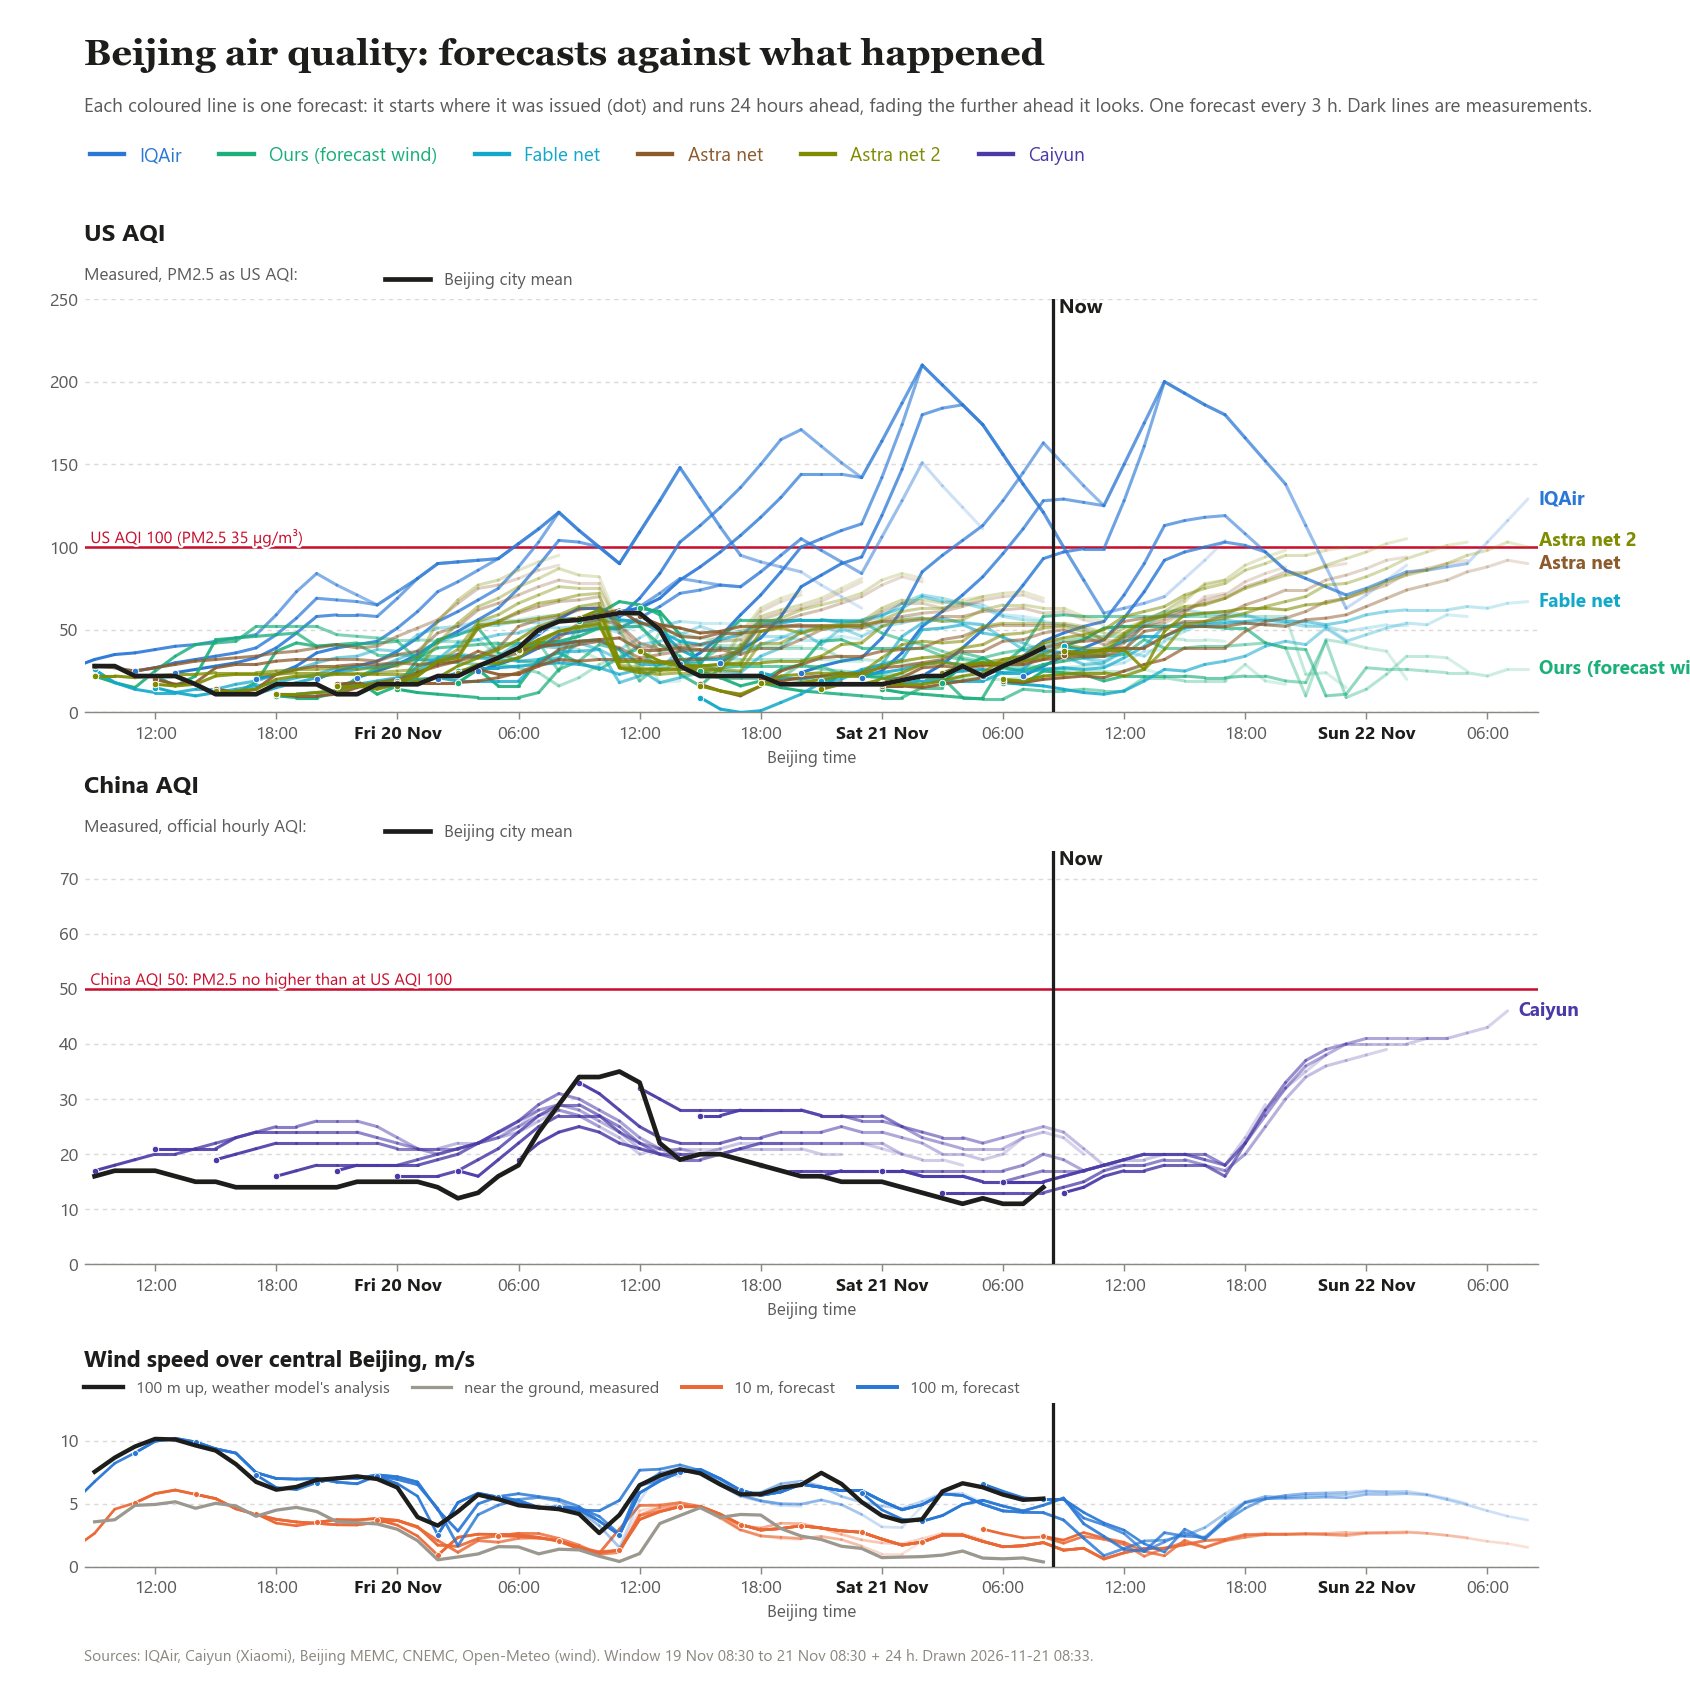 Beijing air quality: forecasts against what happened
Each coloured line is one forecast: it starts where it was issued (dot) and runs 24 hours ahead, fading the further ahead it looks. One forecast every 3 h. Dark lines are measurements.
IQAir Ours (forecast wind) Fable net Astra net Astra net 2 Caiyun
US AQI
Measured, PM2.5 as US AQI: Beijing city mean
250
Now
200
150
IQAir
US AQI 100 (PM2.5 35 µg/m³)
100
Astra net 2
Astra net
Fable net
50
Ours (forecast wi
0
12:00 18:00 Fri 20 Nov 06:00 12:00 18:00 Sat 21 Nov 06:00 12:00 18:00 Sun 22 Nov 06:00
Beijing time
China AQI
Measured, official hourly AQI: Beijing city mean
Now
70
60
China AQI 50: PM2.5 no higher than at US AQI 100
50
Caiyun
40
30
20
10
0
12:00 18:00 Fri 20 Nov 06:00 12:00 18:00 Sat 21 Nov 06:00 12:00 18:00 Sun 22 Nov 06:00
Beijing time
Wind speed over central Beijing, m/s
100 m up, weather model's analysis near the ground, measured 10 m, forecast 100 m, forecast
10
5
0
12:00 18:00 Fri 20 Nov 06:00 12:00 18:00 Sat 21 Nov 06:00 12:00 18:00 Sun 22 Nov 06:00
Beijing time
Sources: IQAir, Caiyun (Xiaomi), Beijing MEMC, CNEMC, Open-Meteo (wind). Window 19 Nov 08:30 to 21 Nov 08:30 + 24 h. Drawn 2026-11-21 08:33.